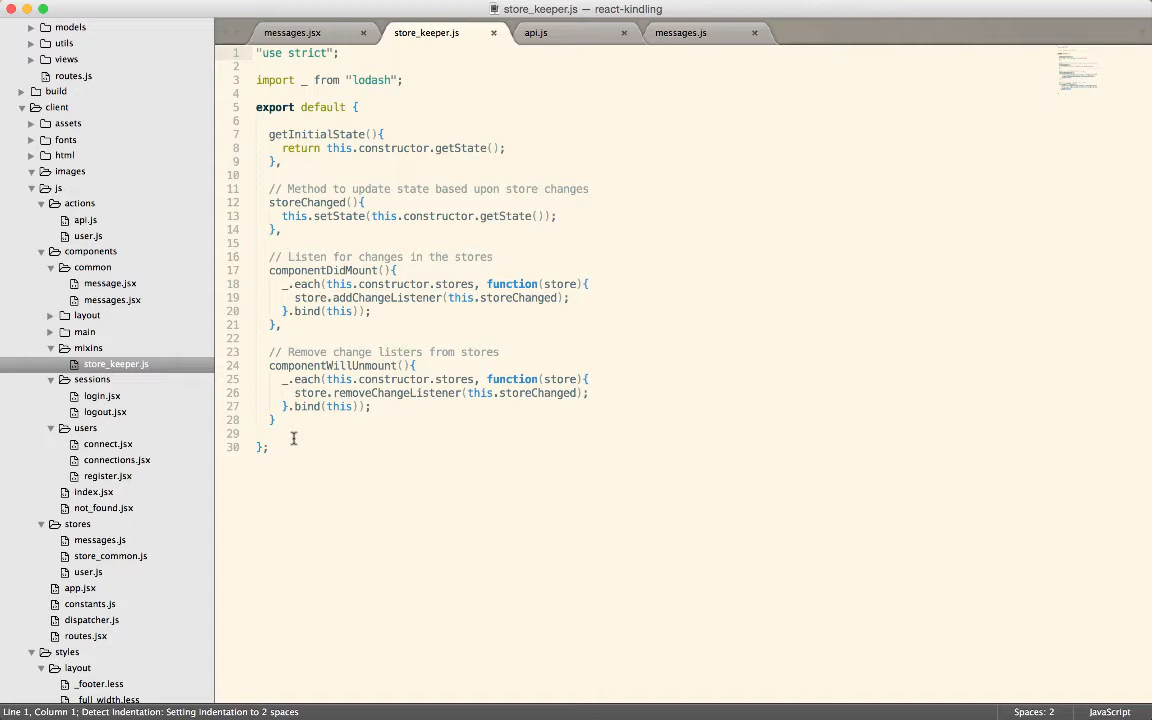 store_keeper.js — react-kindling
messages.jsx
store_keeper.js
api.js
messages.js
models
utils
views
routes.js
build
client
assets
fonts
html
images
js
actions
api.js
user.js
components
common
message.jsx
messages.jsx
layout
main
mixins
store_keeper.js
sessions
login.jsx
logout.jsx
users
connect.jsx
connections.jsx
register.jsx
index.jsx
not_found.jsx
stores
messages.js
store_common.js
user.js
app.jsx
constants.js
dispatcher.js
routes.jsx
styles
layout
_footer.less
_full_width.less
1 "use strict";
2
3 import _ from "lodash";
4
5 export default {
6
7 getInitialState(){
8 return this.constructor.getState();
9 },
10
11 // Method to update state based upon store changes
12 storeChanged(){
13 this.setState(this.constructor.getState());
14 },
15
16 // Listen for changes in the stores
17 componentDidMount(){
18 _.each(this.constructor.stores, function(store){
19 store.addChangeListener(this.storeChanged);
20 }.bind(this));
21 },
22
23 // Remove change listers from stores
24 componentWillUnmount(){
25 _.each(this.constructor.stores, function(store){
26 store.removeChangeListener(this.storeChanged);
27 }.bind(this));
28 }
29
30 };
Line 1, Column 1; Detect Indentation: Setting indentation to 2 spaces
Spaces: 2
JavaScript